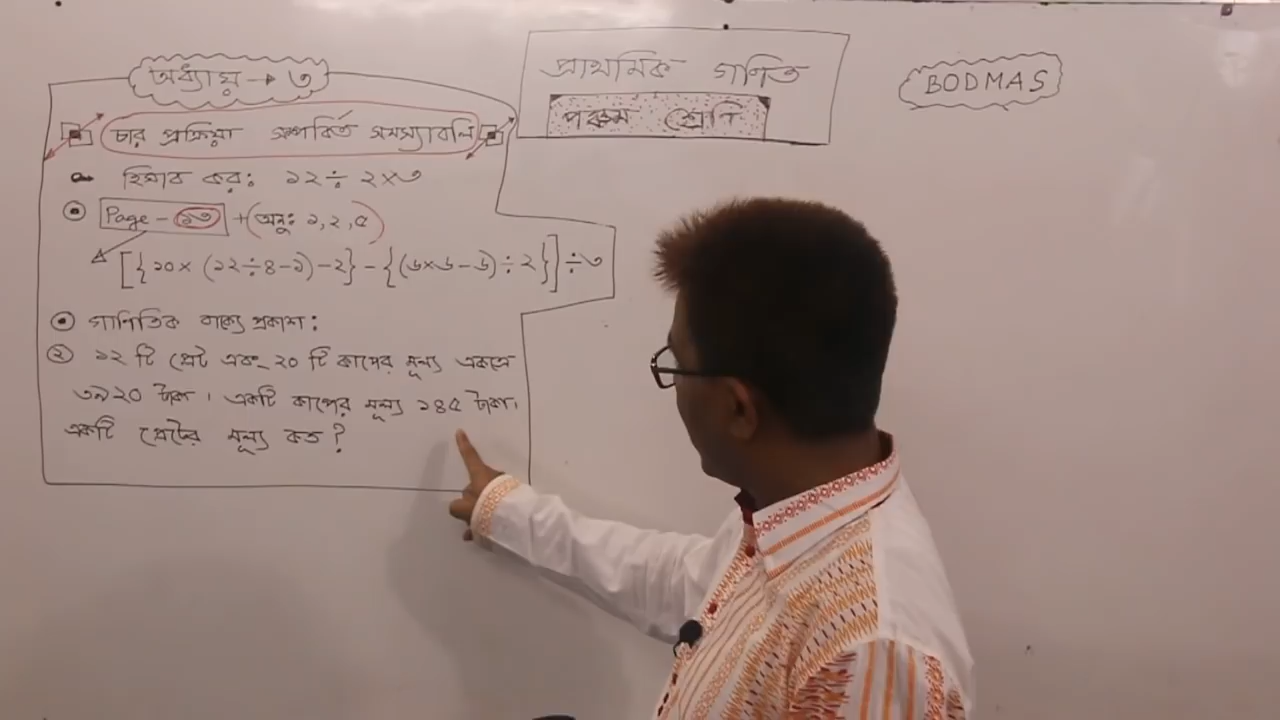 প্রাথমিক গণিত
পঞ্চম শ্রেণি
BODMAS
অধ্যায় → ৩
চার প্রক্রিয়া সম্পর্কিত সমস্যাবলি
হিসাব কর: ১২ ÷ ২×৩
Page - ১৩ + (অনু: ১, ২, ৫)
[{১০× (১২÷৪-১)-২} - {(৬×৬-৬)÷২}]÷৩
গাণিতিক বাক্যে প্রকাশ:
২ ১২ টি প্লেট এবং ২০ টি কাপের মূল্য একত্রে
৩৯২০ টাকা। একটি কাপের মূল্য ১৪৫ টাকা।
একটি প্লেটের মূল্য কত?